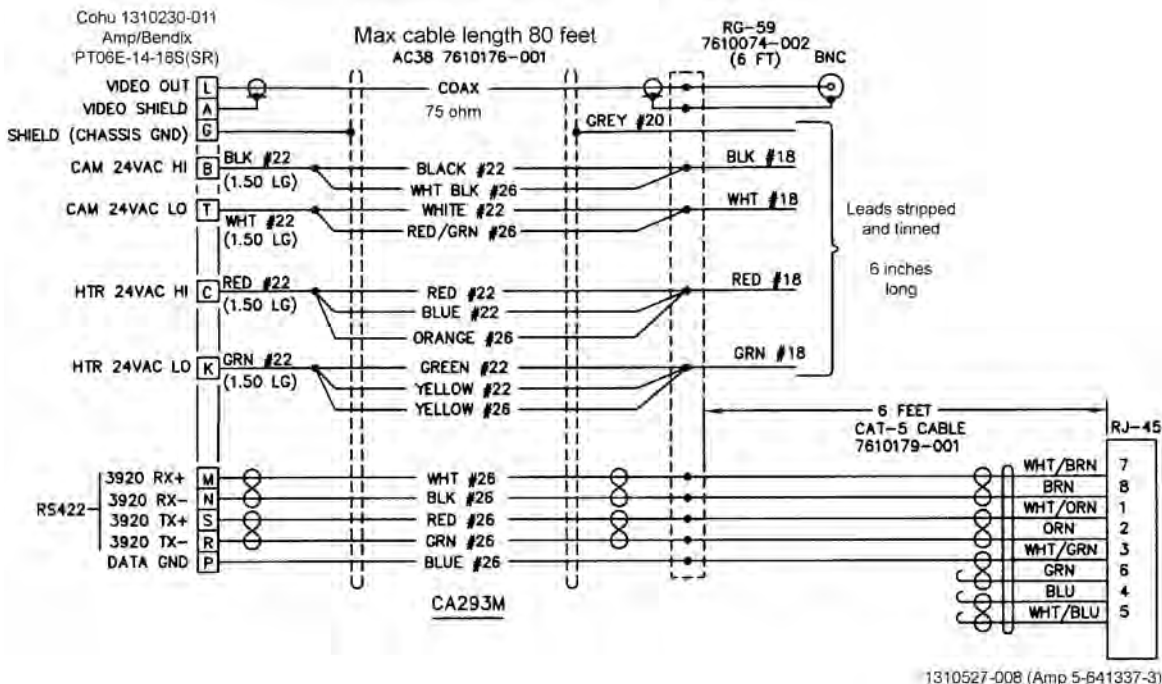 Cohu 1310230-011
Amp/Bendix
PT06E-14-18S(SR)
Max cable length 80 feet
AC38 7610176-001
RG-59
7610074-002
(6 FT)
BNC
VIDEO OUT L
COAX
VIDEO SHIELD A
75 ohm
SHIELD (CHASSIS GND) G
GREY #20
CAM 24VAC HI B BLK #22
(1.50 LG)
BLACK #22
WHT BLK #26
BLK #18
CAM 24VAC LO T WHT #22
(1.50 LG)
WHITE #22
RED/GRN #26
WHT #18
Leads stripped
and tinned
6 inches
long
HTR 24VAC HI C RED #22
(1.50 LG)
RED #22
BLUE #22
ORANGE #26
RED #18
HTR 24VAC LO K GRN #22
(1.50 LG)
GREEN #22
YELLOW #22
YELLOW #26
GRN #18
6 FEET
CAT-5 CABLE
7610179-001
RJ-45
RS422
3920 RX+ M WHT #26
3920 RX- N BLK #26
3920 TX+ S RED #26
3920 TX- R GRN #26
DATA GND P BLUE #26
WHT/BRN 7
BRN 8
WHT/ORN 1
ORN 2
WHT/GRN 3
GRN 6
BLU 4
WHT/BLU 5
CA293M
1310527-008 (Amp 5-641337-3)